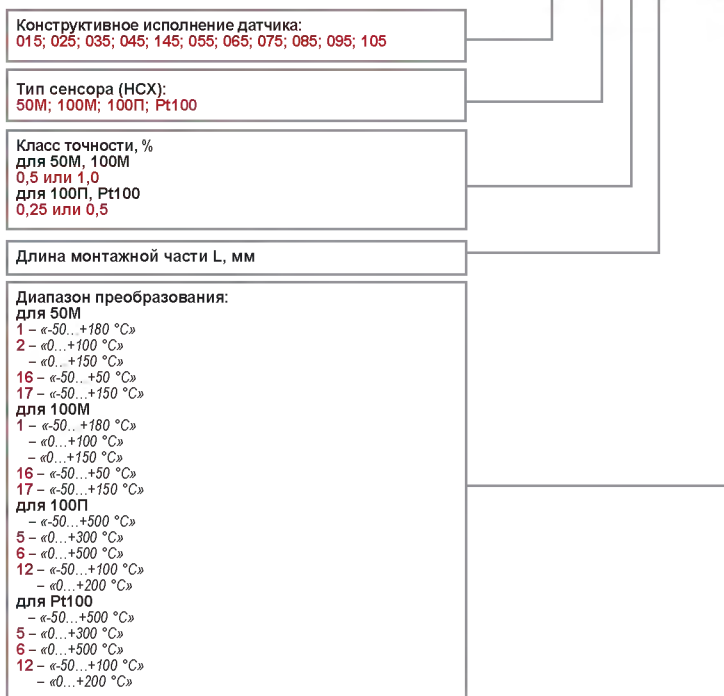 Конструктивное исполнение датчика:
015; 025; 035; 045; 145; 055; 065; 075; 085; 095; 105
Тип сенсора (НСХ):
50М; 100М; 100П; Pt100
Класс точности, %
для 50М, 100М
0,5 или 1,0
для 100П, Pt100
0,25 или 0,5
Длина монтажной части L, мм
Диапазон преобразования:
для 50М
1 – «-50…+180 °С»
2 – «0…+100 °С»
– «0…+150 °С»
16 – «-50…+50 °С»
17 – «-50…+150 °С»
для 100М
1 – «-50…+180 °С»
– «0…+100 °С»
– «0…+150 °С»
16 – «-50…+50 °С»
17 – «-50…+150 °С»
для 100П
– «-50…+500 °С»
5 – «0…+300 °С»
6 – «0…+500 °С»
12 – «-50…+100 °С»
– «0…+200 °С»
для Pt100
– «-50…+500 °С»
5 – «0…+300 °С»
6 – «0…+500 °С»
12 – «-50…+100 °С»
– «0…+200 °С»